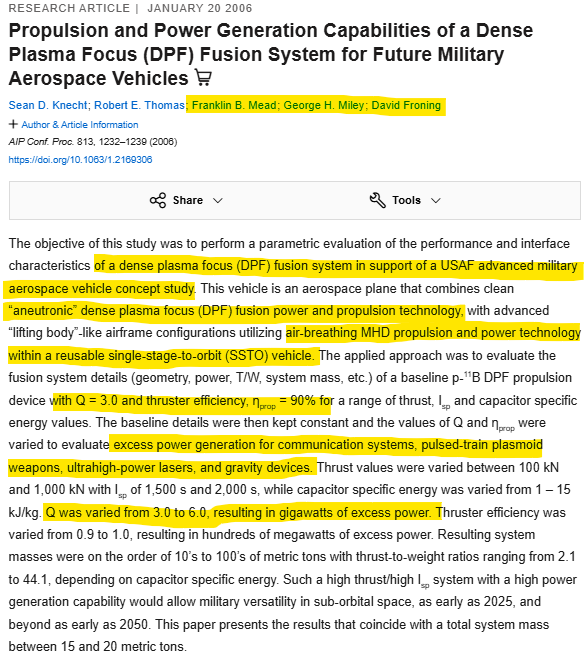 RESEARCH ARTICLE | JANUARY 20 2006
Propulsion and Power Generation Capabilities of a Dense
Plasma Focus (DPF) Fusion System for Future Military
Aerospace Vehicles
Sean D. Knecht; Robert E. Thomas; Franklin B. Mead; George H. Miley; David Froning
+ Author & Article Information
AIP Conf. Proc. 813, 1232–1239 (2006)
https://doi.org/10.1063/1.2169306
Share Tools
The objective of this study was to perform a parametric evaluation of the performance and interface
characteristics of a dense plasma focus (DPF) fusion system in support of a USAF advanced military
aerospace vehicle concept study. This vehicle is an aerospace plane that combines clean
“aneutronic” dense plasma focus (DPF) fusion power and propulsion technology, with advanced
“lifting body”-like airframe configurations utilizing air-breathing MHD propulsion and power technology
within a reusable single-stage-to-orbit (SSTO) vehicle. The applied approach was to evaluate the
fusion system details (geometry, power, T/W, system mass, etc.) of a baseline p-¹¹B DPF propulsion
device with Q = 3.0 and thruster efficiency, ηprop = 90% for a range of thrust, Isp and capacitor specific
energy values. The baseline details were then kept constant and the values of Q and ηprop were
varied to evaluate excess power generation for communication systems, pulsed-train plasmoid
weapons, ultrahigh-power lasers, and gravity devices. Thrust values were varied between 100 kN
and 1,000 kN with Isp of 1,500 s and 2,000 s, while capacitor specific energy was varied from 1 – 15
kJ/kg. Q was varied from 3.0 to 6.0, resulting in gigawatts of excess power. Thruster efficiency was
varied from 0.9 to 1.0, resulting in hundreds of megawatts of excess power. Resulting system
masses were on the order of 10’s to 100’s of metric tons with thrust-to-weight ratios ranging from 2.1
to 44.1, depending on capacitor specific energy. Such a high thrust/high Isp system with a high power
generation capability would allow military versatility in sub-orbital space, as early as 2025, and
beyond as early as 2050. This paper presents the results that coincide with a total system mass
between 15 and 20 metric tons.